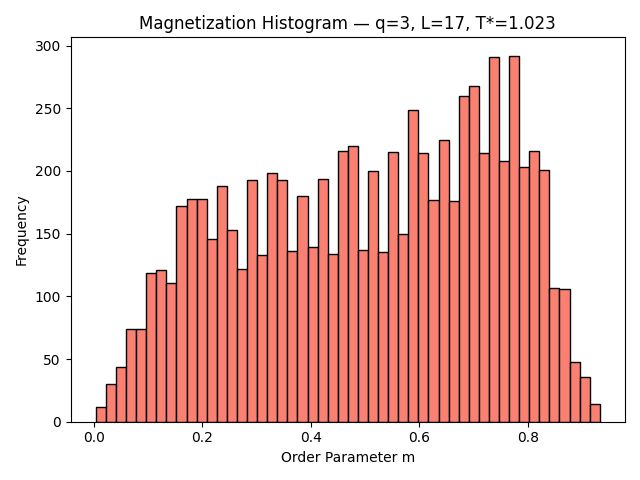 Magnetization Histogram — q=3, L=17, T*=1.023
Frequency
300
250
200
150
100
50
0
0.0 0.2 0.4 0.6 0.8
Order Parameter m